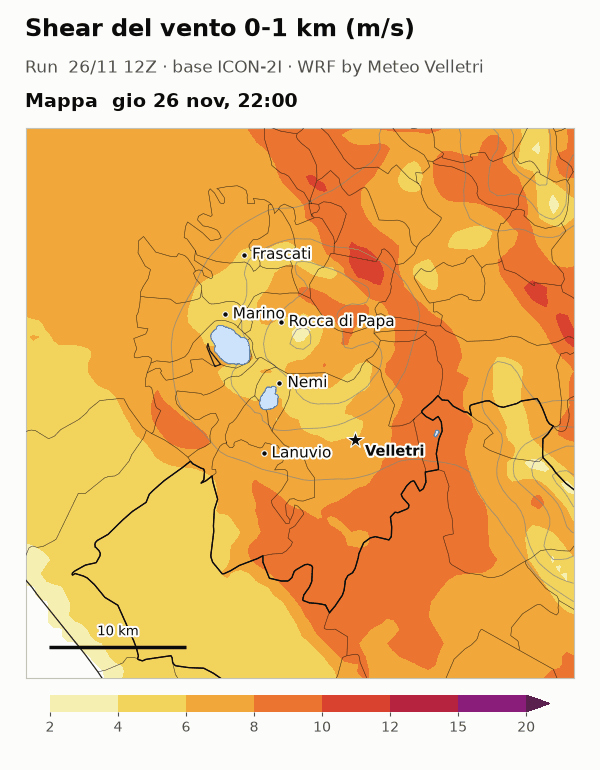 Shear del vento 0-1 km (m/s)
Run  26/11 12Z · base ICON-2I · WRF by Meteo Velletri
Mappa  gio 26 nov, 22:00
Frascati
Marino
Rocca di Papa
Nemi
Velletri
Lanuvio
10 km
2 4 6 8 10 12 15 20